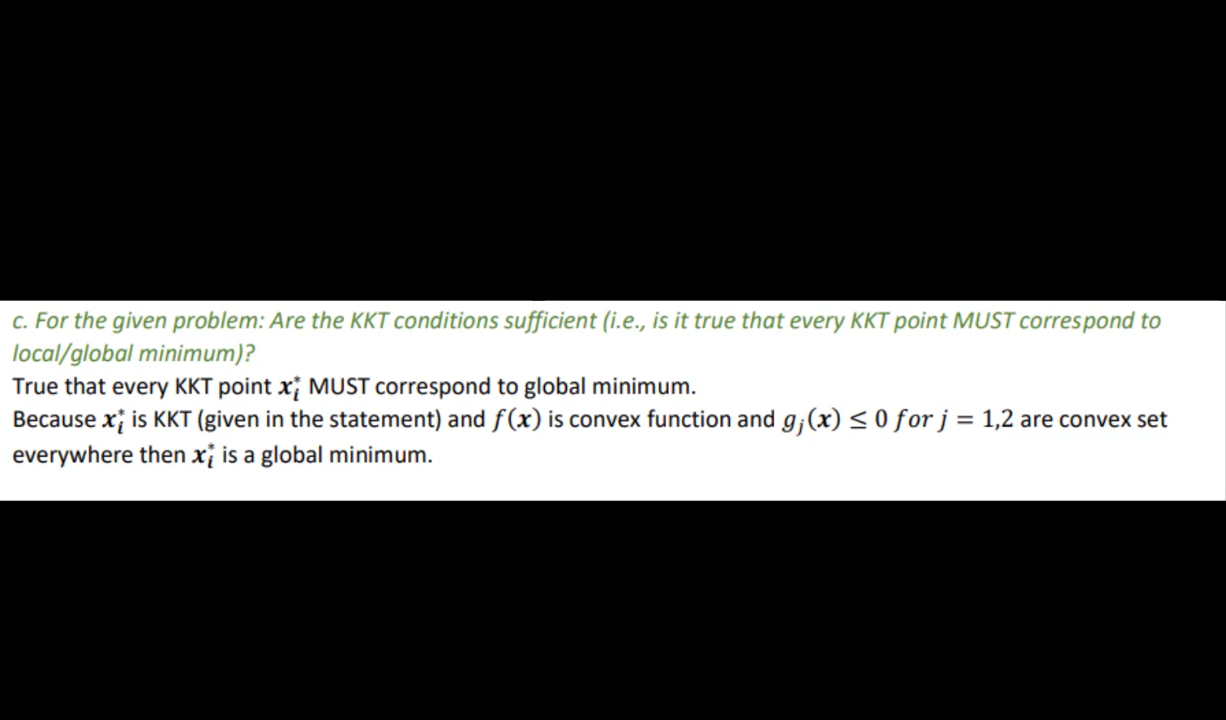 c. For the given problem: Are the KKT conditions sufficient (i.e., is it true that every KKT point MUST correspond to
local/global minimum)?
True that every KKT point x*ᵢ MUST correspond to global minimum.
Because x*ᵢ is KKT (given in the statement) and f(x) is convex function and gⱼ(x) ≤ 0 for j = 1,2 are convex set
everywhere then x*ᵢ is a global minimum.